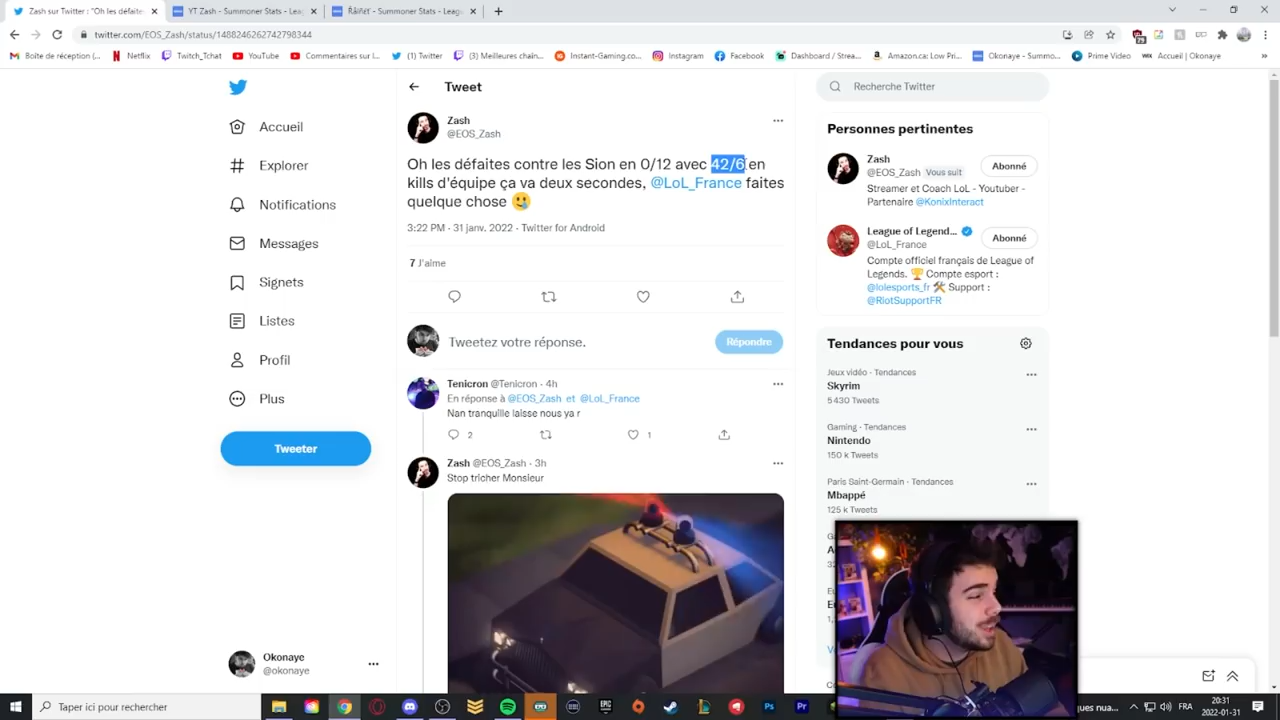 Zash sur Twitter : "Oh les défaite
YT Zash - Summoner Stats - Leag
Råíñéf - Summoner Stats - Leag
twitter.com/EOS_Zash/status/1488246262742798344
Boîte de réception (...
Netflix
Twitch_Tchat
YouTube
Commentaires sur l...
(1) Twitter
(3) Meilleures chaîn...
Instant-Gaming.co...
Instagram
Facebook
Dashboard / Strea...
Amazon.ca: Low Pri...
Okonaye - Summo...
Prime Video
Accueil | Okonaye
Accueil
Explorer
Notifications
Messages
Signets
Listes
Profil
Plus
Tweeter
Okonaye
@okonaye
Tweet
Zash
@EOS_Zash
Oh les défaites contre les Sion en 0/12 avec 42/6 en
kills d'équipe ça va deux secondes, @LoL_France faites
quelque chose 🥲
3:22 PM · 31 janv. 2022 · Twitter for Android
7 J'aime
Tweetez votre réponse.
Répondre
Tenicron @Tenicron · 4h
En réponse à @EOS_Zash et @LoL_France
Nan tranquille laisse nous ya r
2
1
Zash @EOS_Zash · 3h
Stop tricher Monsieur
Recherche Twitter
Personnes pertinentes
Zash
@EOS_Zash Vous suit
Abonné
Streamer et Coach LoL - Youtuber -
Partenaire @KonixInteract
League of Legend...
@LoL_France
Abonné
Compte officiel français de League of
Legends. 🏆 Compte esport :
@lolesports_fr 🛠 Support :
@RiotSupportFR
Tendances pour vous
Jeux vidéo · Tendances
Skyrim
5 430 Tweets
Gaming · Tendances
Nintendo
150 k Tweets
Paris Saint-Germain · Tendances
Mbappé
125 k Tweets
Taper ici pour rechercher
20:31
2022-01-31